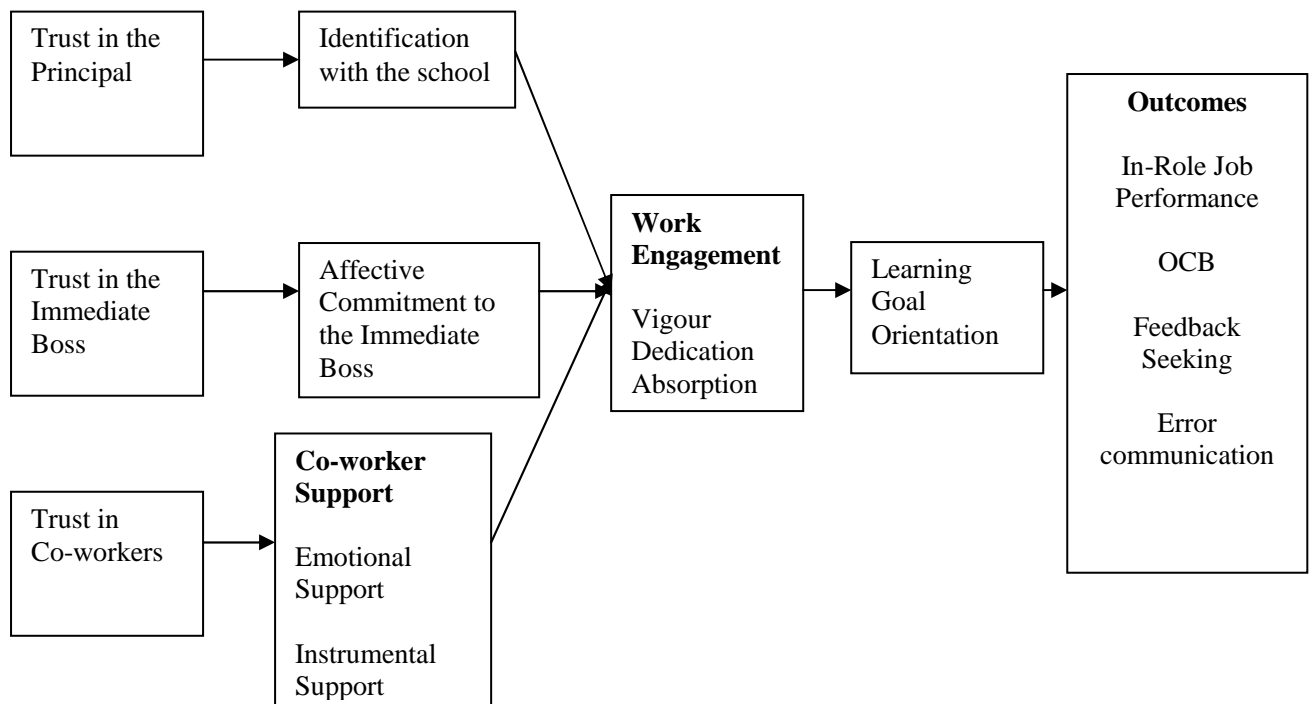 Trust in the
Principal
Identification
with the school
Trust in the
Immediate
Boss
Affective
Commitment to
the Immediate
Boss
Trust in
Co-workers
Co-worker
Support
Emotional
Support
Instrumental
Support
Work
Engagement
Vigour
Dedication
Absorption
Learning
Goal
Orientation
Outcomes
In-Role Job
Performance
OCB
Feedback
Seeking
Error
communication